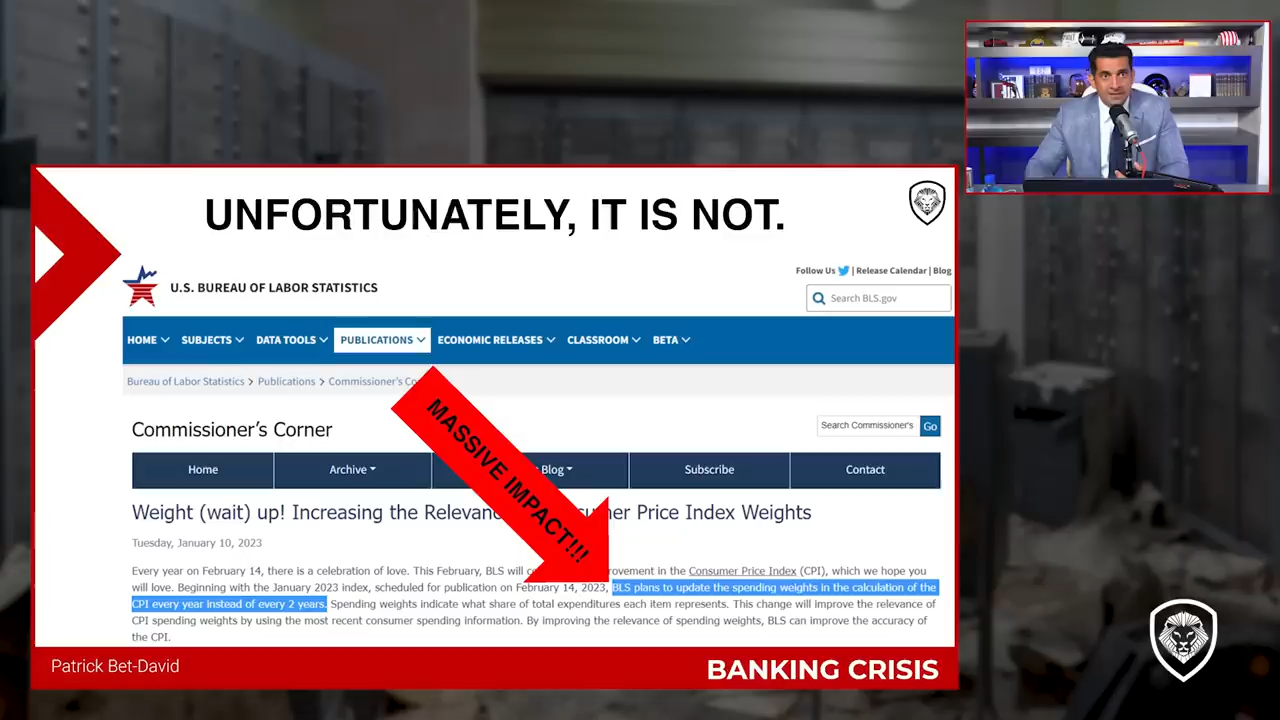 UNFORTUNATELY, IT IS NOT.
U.S. BUREAU OF LABOR STATISTICS
Follow Us | Release Calendar | Blog
Search BLS.gov
HOME SUBJECTS DATA TOOLS PUBLICATIONS ECONOMIC RELEASES CLASSROOM BETA
Bureau of Labor Statistics > Publications > Commissioner's Co
Commissioner's Corner
Search Commissioner's Go
Home Archive Blog Subscribe Contact
MASSIVE IMPACT!!!
Weight (wait) up! Increasing the Relevan er Price Index Weights
Tuesday, January 10, 2023
Every year on February 14, there is a celebration of love. This February, BLS will provement in the Consumer Price Index (CPI), which we hope you
will love. Beginning with the January 2023 index, scheduled for publication on February 14, 2023, BLS plans to update the spending weights in the calculation of the
CPI every year instead of every 2 years. Spending weights indicate what share of total expenditures each item represents. This change will improve the relevance of
CPI spending weights by using the most recent consumer spending information. By improving the relevance of spending weights, BLS can improve the accuracy of
the CPI.
Patrick Bet-David
BANKING CRISIS